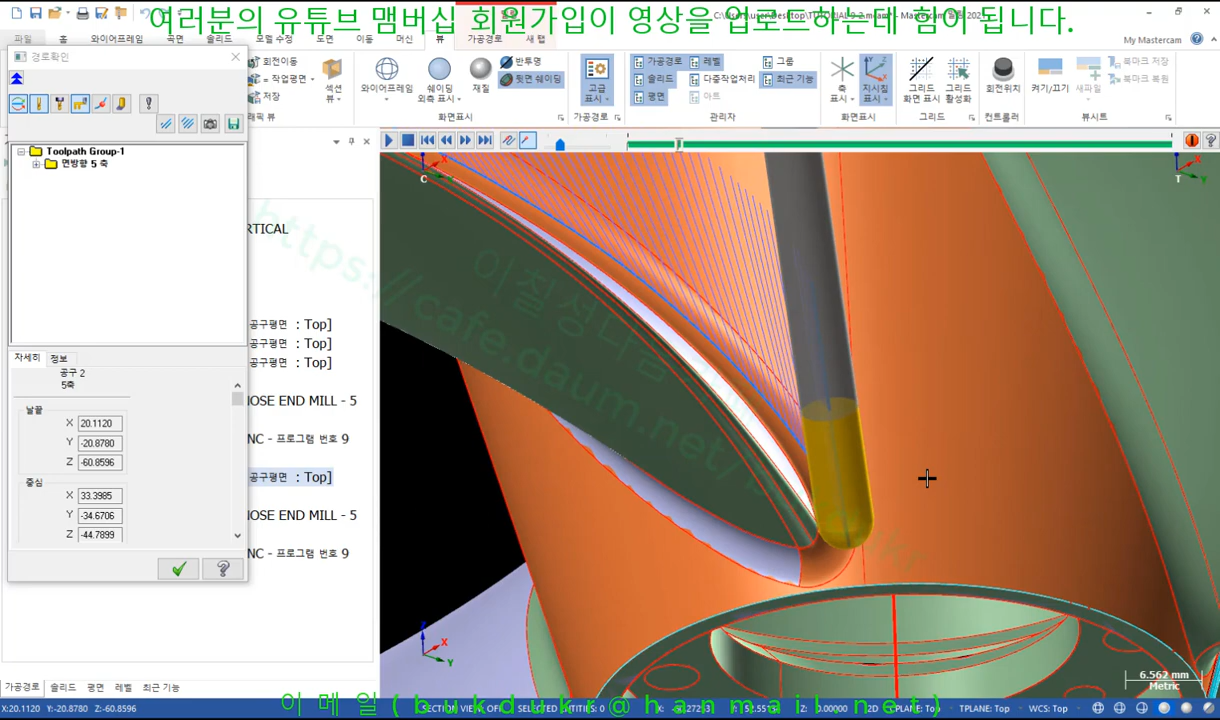 여러분의 유튜브 맴버십 회원가입이 영상을 업로드하는데 힘이 됩니다.
파일 홈 와이어프레임 곡면 솔리드 모델 수정 도면 이동 머신 뷰 가공경로 새 탭
My Mastercam
경로확인
회전이동
= 작업평면
저장
섹션
뷰
와이어프레임
쉐이딩
외측 표시
재질
반투명
뒷면 쉐이딩
화면표시
고급
표시
가공경로
가공경로 레벨 그룹
솔리드 다중작업처리 최근 기능
평면 아트
관리자
축
표시
지시침
표시
화면표시
그리드
화면 표시
그리드
활성화
그리드
회전위치
컨트롤러
켜기/끄기
새파일
북마크 저장
북마크 복원
뷰시트
Toolpath Group-1
면방향 5 축
RTICAL
공구평면 : Top]
공구평면 : Top]
공구평면 : Top]
NOSE END MILL - 5
NC - 프로그램 번호 9
공구평면 : Top]
NOSE END MILL - 5
NC - 프로그램 번호 9
자세히 정보
공구 2
5축
날끝
X 20.1120
Y -20.8780
Z -60.8596
중심
X 33.3985
Y -34.6706
Z -44.7899
C
T
X
Y
Z
6.562 mm
Metric
가공경로 솔리드 평면 레벨 최근 기능
이 메 일 ( b u k d u k r @ h a n m a i l . n e t )
X:20.1120 Y:-20.8780 Z:-60.8596 SECTION VIEW: OFF SELECTED ENTITIES: 0 CPLANE: Top TPLANE: Top WCS: Top